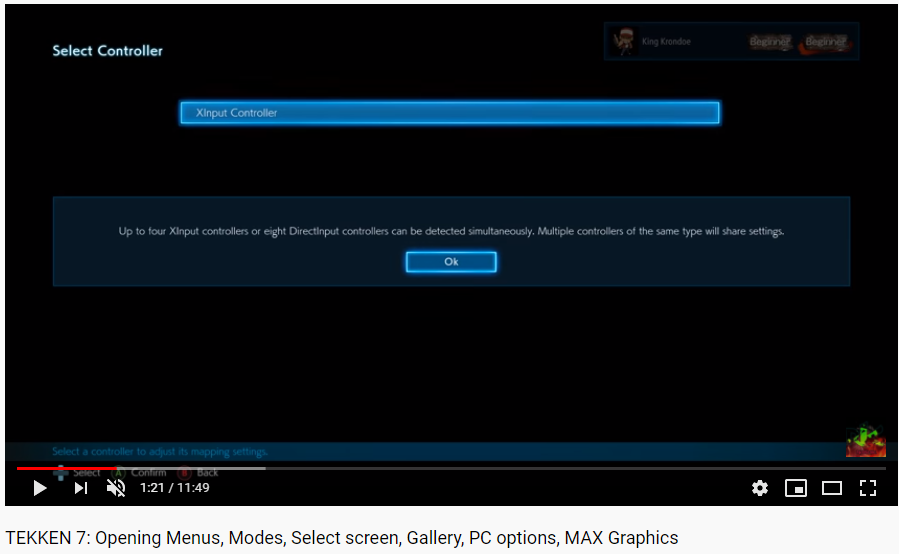 Select Controller
King Krondoe Beginner Beginner
XInput Controller
Up to four XInput controllers or eight DirectInput controllers can be detected simultaneously. Multiple controllers of the same type will share settings.
Ok
Select a controller to adjust its mapping settings.
Select A Confirm B Back
1:21 / 11:49
TEKKEN 7: Opening Menus, Modes, Select screen, Gallery, PC options, MAX Graphics